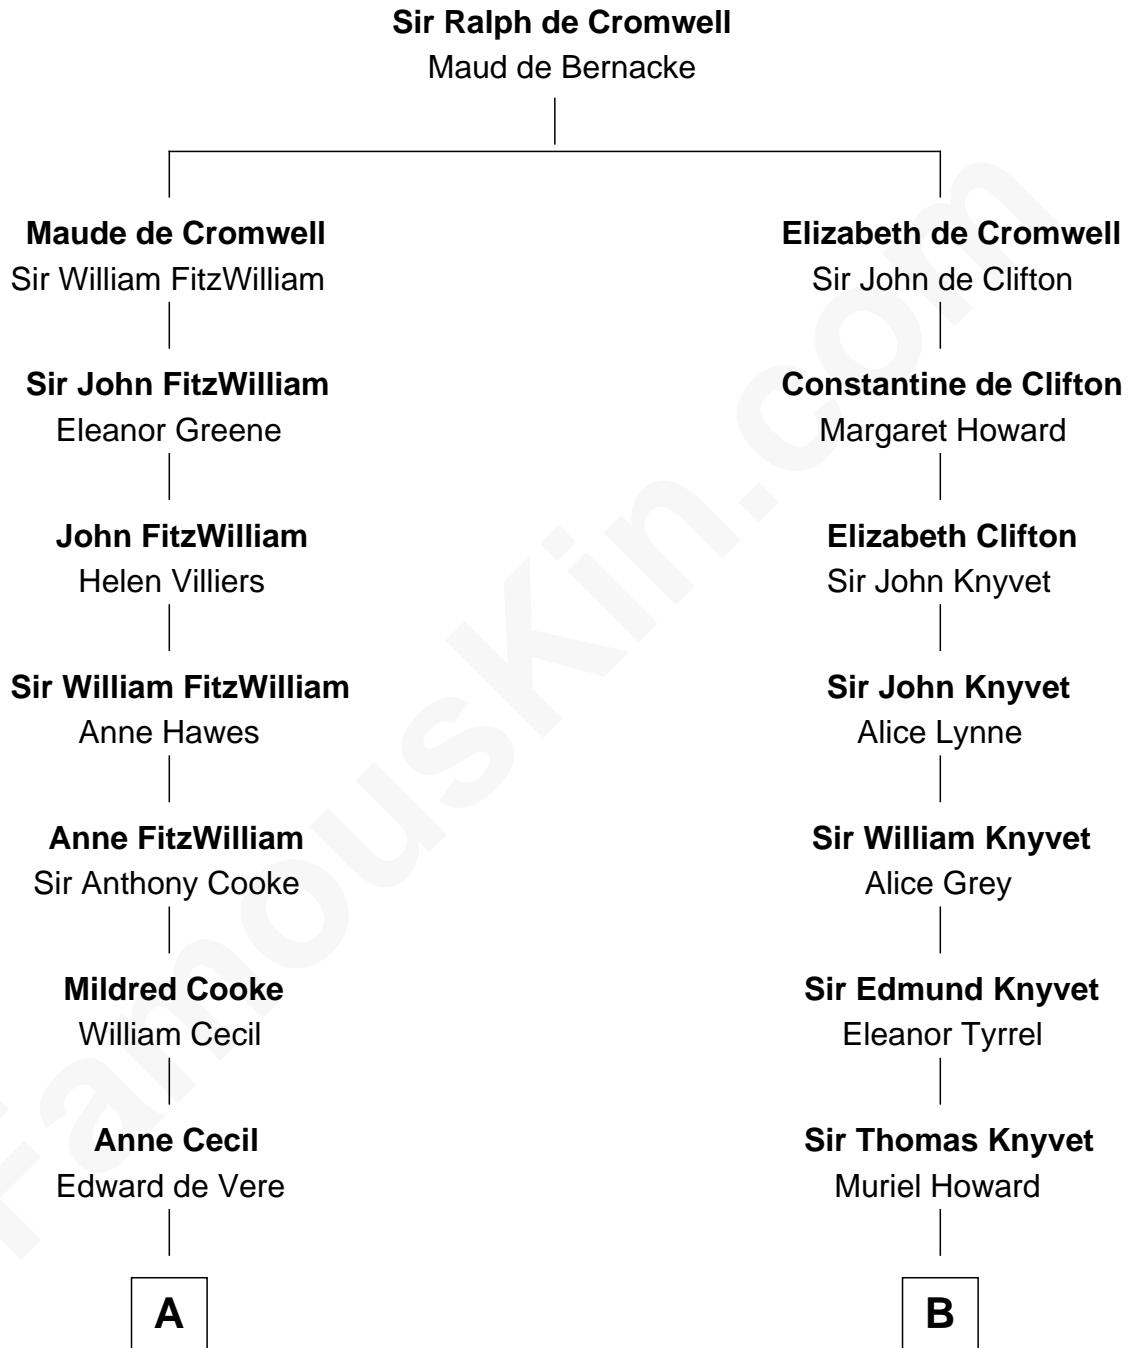 Sir Ralph de Cromwell
Maud de Bernacke
Maude de Cromwell
Sir William FitzWilliam
Elizabeth de Cromwell
Sir John de Clifton
Sir John FitzWilliam
Eleanor Greene
Constantine de Clifton
Margaret Howard
John FitzWilliam
Helen Villiers
Elizabeth Clifton
Sir John Knyvet
Sir William FitzWilliam
Anne Hawes
Sir John Knyvet
Alice Lynne
Anne FitzWilliam
Sir Anthony Cooke
Sir William Knyvet
Alice Grey
Mildred Cooke
William Cecil
Sir Edmund Knyvet
Eleanor Tyrrel
Anne Cecil
Edward de Vere
Sir Thomas Knyvet
Muriel Howard
A
B
FamousKin.com